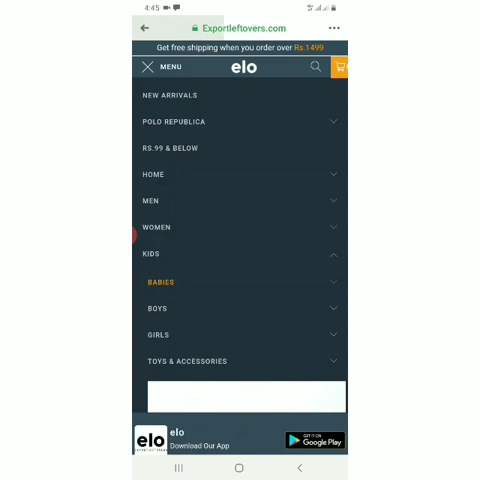 4:45
Exportleftovers.com
Get free shipping when you order over Rs.1499
MENU
elo
NEW ARRIVALS
POLO REPUBLICA
RS.99 & BELOW
HOME
MEN
WOMEN
KIDS
BABIES
BOYS
GIRLS
TOYS & ACCESSORIES
elo
elo
Download Our App
GET IT ON
Google Play